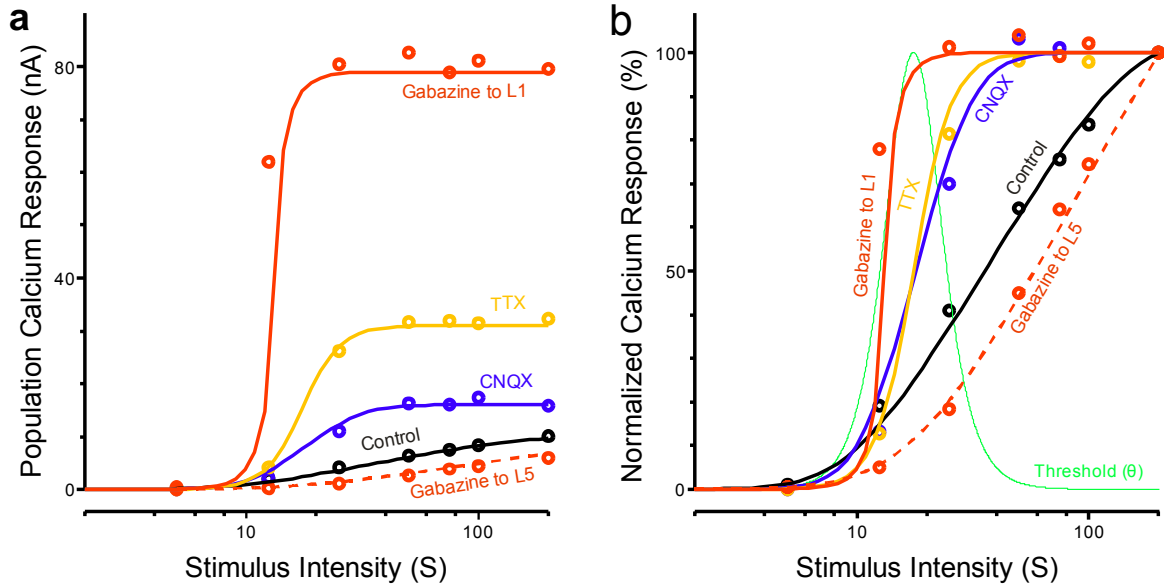 a
Population Calcium Response (nA)
80
40
0
10
100
Stimulus Intensity (S)
Gabazine to L1
TTX
CNQX
Control
Gabazine to L5
b
Normalized Calcium Response (%)
100
50
0
10
100
Stimulus Intensity (S)
Gabazine to L1
TTX
CNQX
Control
Gabazine to L5
Threshold (θ)